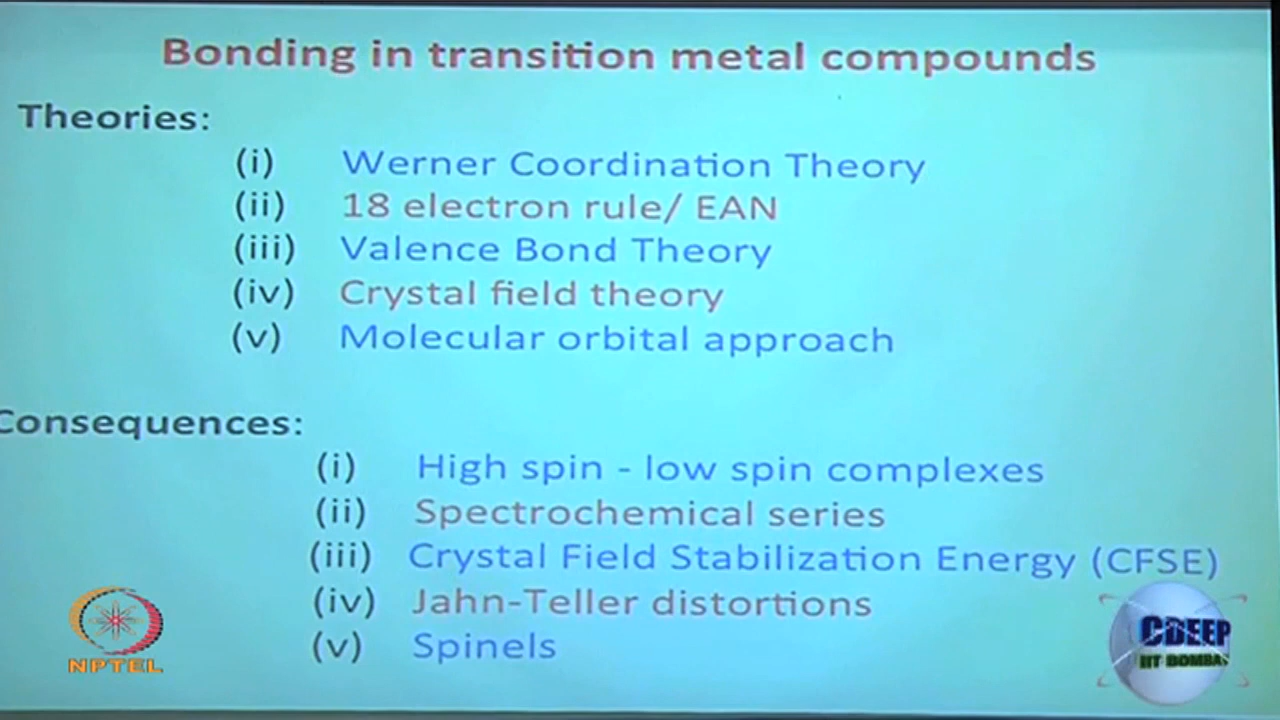 Bonding in transition metal compounds
Theories:
(i) Werner Coordination Theory
(ii) 18 electron rule/ EAN
(iii) Valence Bond Theory
(iv) Crystal field theory
(v) Molecular orbital approach
Consequences:
(i) High spin - low spin complexes
(ii) Spectrochemical series
(iii) Crystal Field Stabilization Energy (CFSE)
(iv) Jahn-Teller distortions
(v) Spinels
NPTEL
CDEEP
IIT BOMBAY